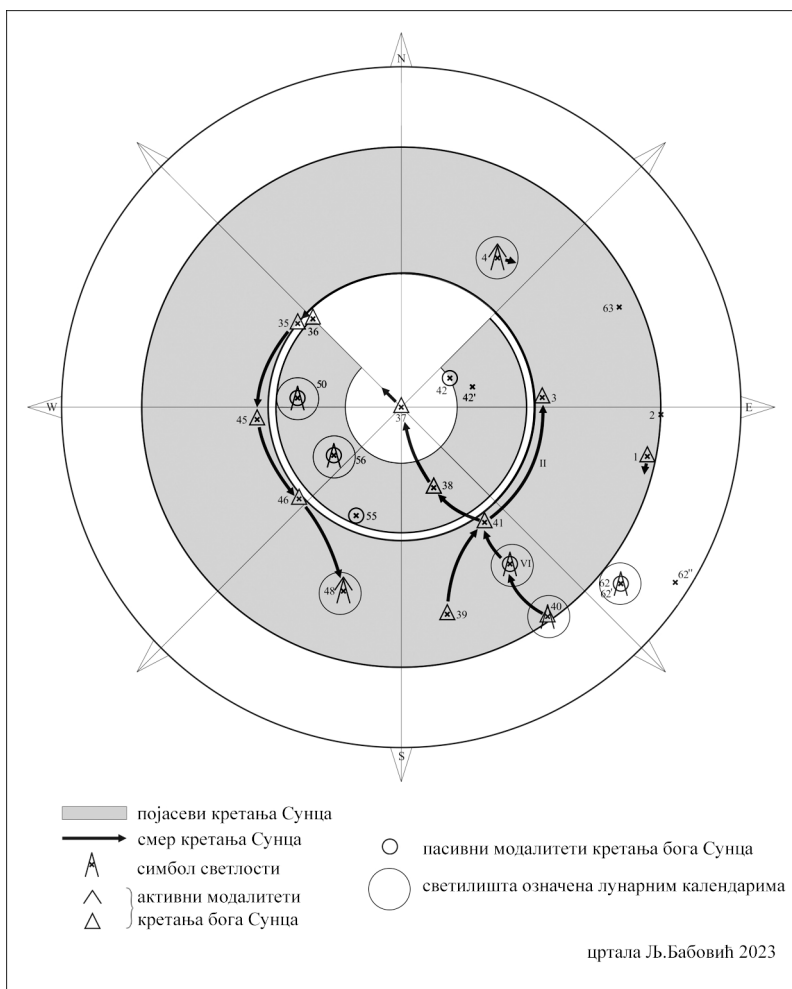 N
4
63
35
36
50
42
42'
W
37
3
E
2
45
II
1
56
38
46
55
41
VI
62
62'
62"
48
39
40
S
појасеви кретања Сунца
смер кретања Сунца
симбол светлости
активни модалитети
кретања бога Сунца
пасивни модалитети кретања бога Сунца
светилишта означена лунарним календарима
цртала Љ.Бабовић 2023